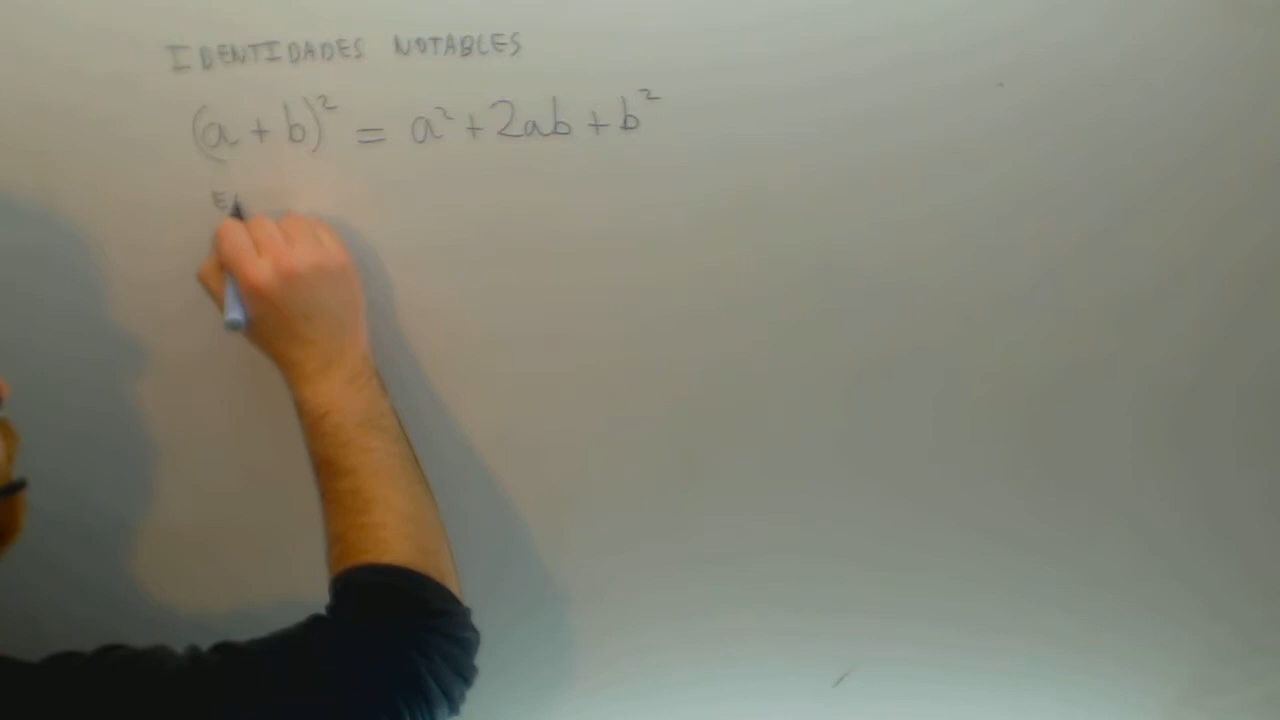 IDENTIDADES NOTABLES
(a + b)² = a² + 2ab + b²